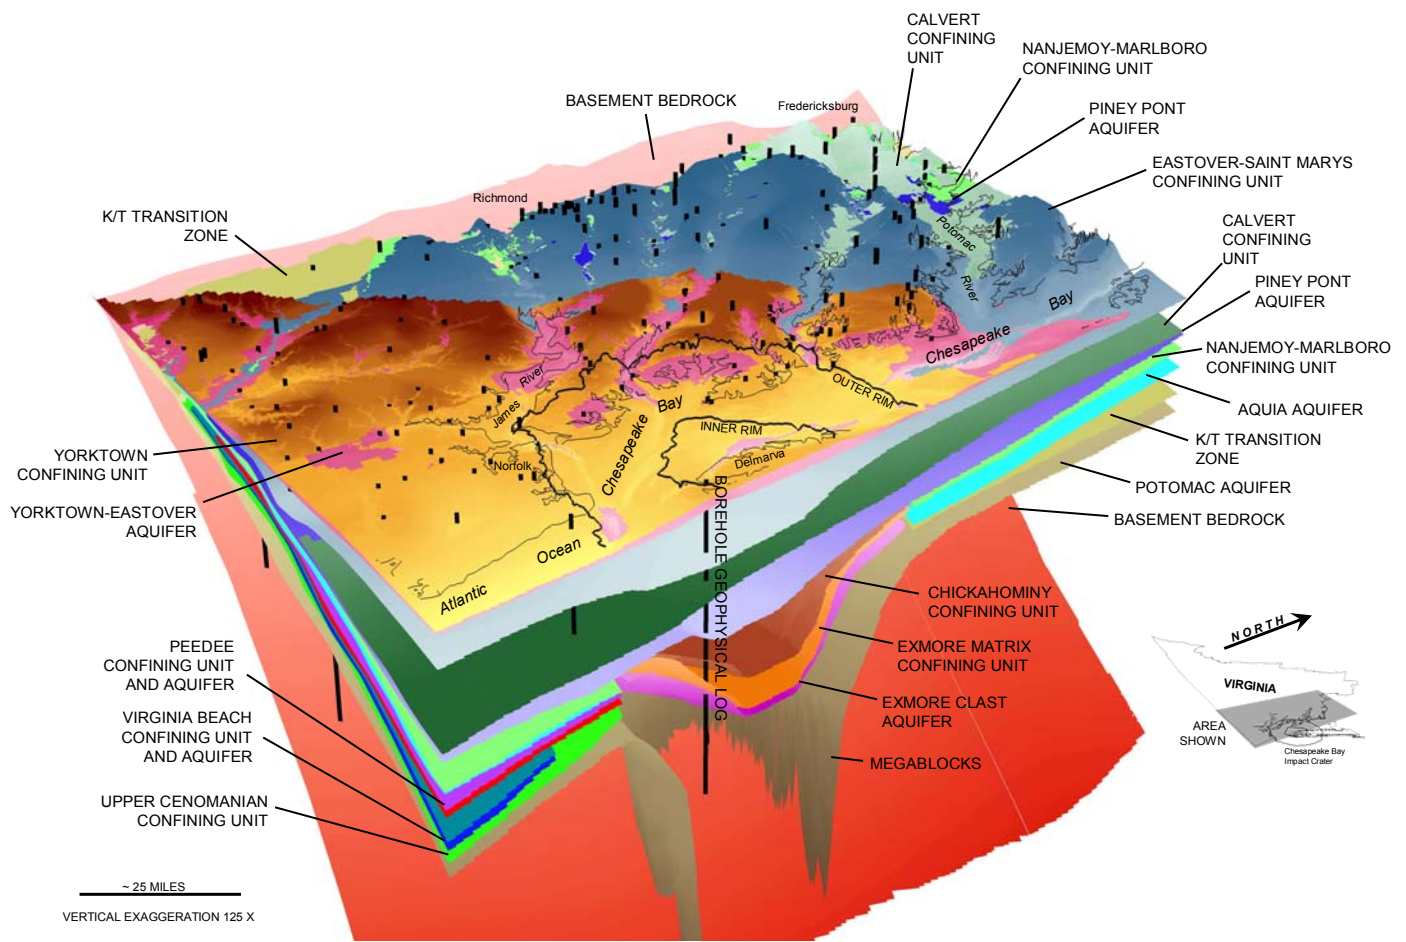 CALVERT
CONFINING
UNIT
NANJEMOY-MARLBORO
CONFINING UNIT
BASEMENT BEDROCK
Fredericksburg
PINEY PONT
AQUIFER
EASTOVER-SAINT MARYS
CONFINING UNIT
Richmond
K/T TRANSITION
ZONE
CALVERT
CONFINING
UNIT
Potomac
River
PINEY PONT
AQUIFER
Chesapeake
Bay
NANJEMOY-MARLBORO
CONFINING UNIT
River
James
OUTER RIM
AQUIA AQUIFER
Chesapeake
Bay
INNER RIM
K/T TRANSITION
ZONE
YORKTOWN
CONFINING UNIT
Norfolk
Delmarva
POTOMAC AQUIFER
YORKTOWN-EASTOVER
AQUIFER
BASEMENT BEDROCK
Atlantic
Ocean
BOREHOLE GEOPHYSICAL LOG
CHICKAHOMINY
CONFINING UNIT
EXMORE MATRIX
CONFINING UNIT
PEEDEE
CONFINING UNIT
AND AQUIFER
EXMORE CLAST
AQUIFER
VIRGINIA BEACH
CONFINING UNIT
AND AQUIFER
MEGABLOCKS
UPPER CENOMANIAN
CONFINING UNIT
NORTH
VIRGINIA
AREA
SHOWN
Chesapeake Bay
Impact Crater
~ 25 MILES
VERTICAL EXAGGERATION 125 X